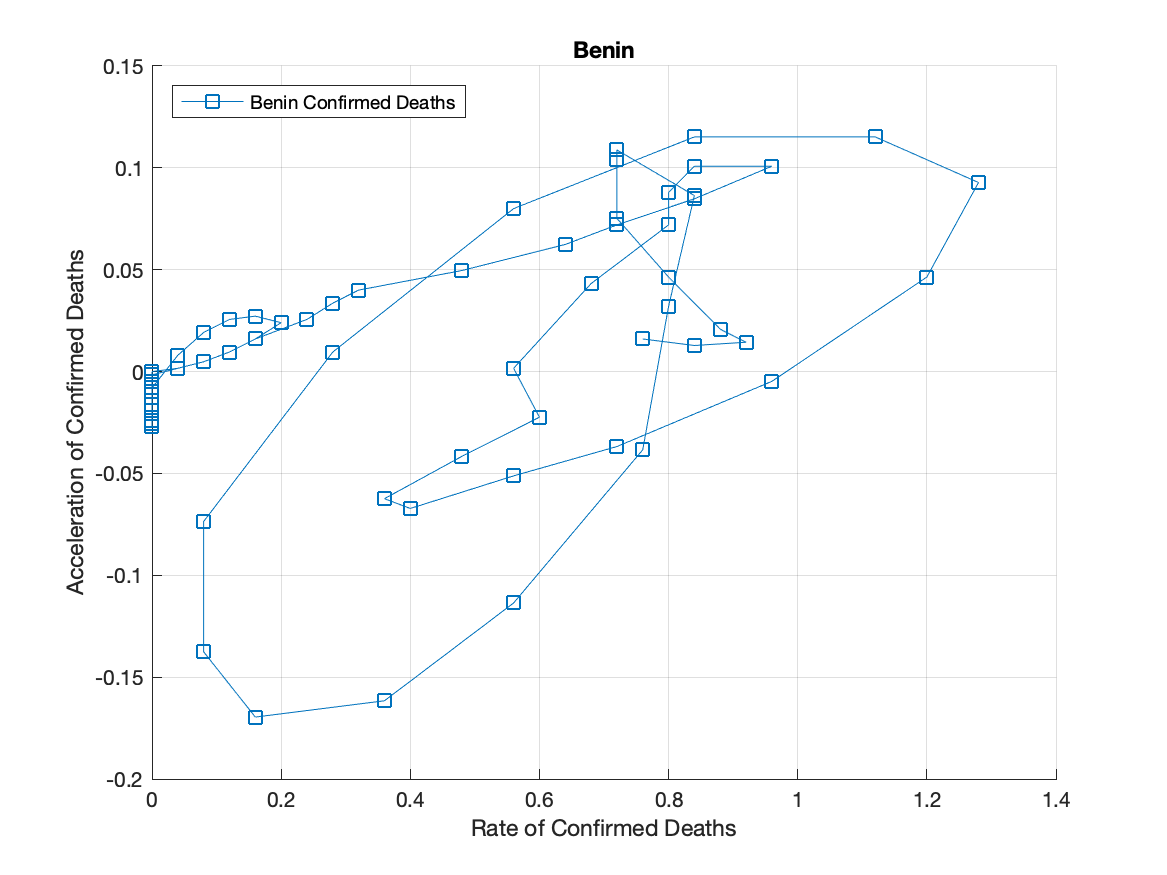 Benin
0.15
Benin Confirmed Deaths
0.1
0.05
0
-0.05
-0.1
-0.15
-0.2
Acceleration of Confirmed Deaths
0 0.2 0.4 0.6 0.8 1 1.2 1.4
Rate of Confirmed Deaths